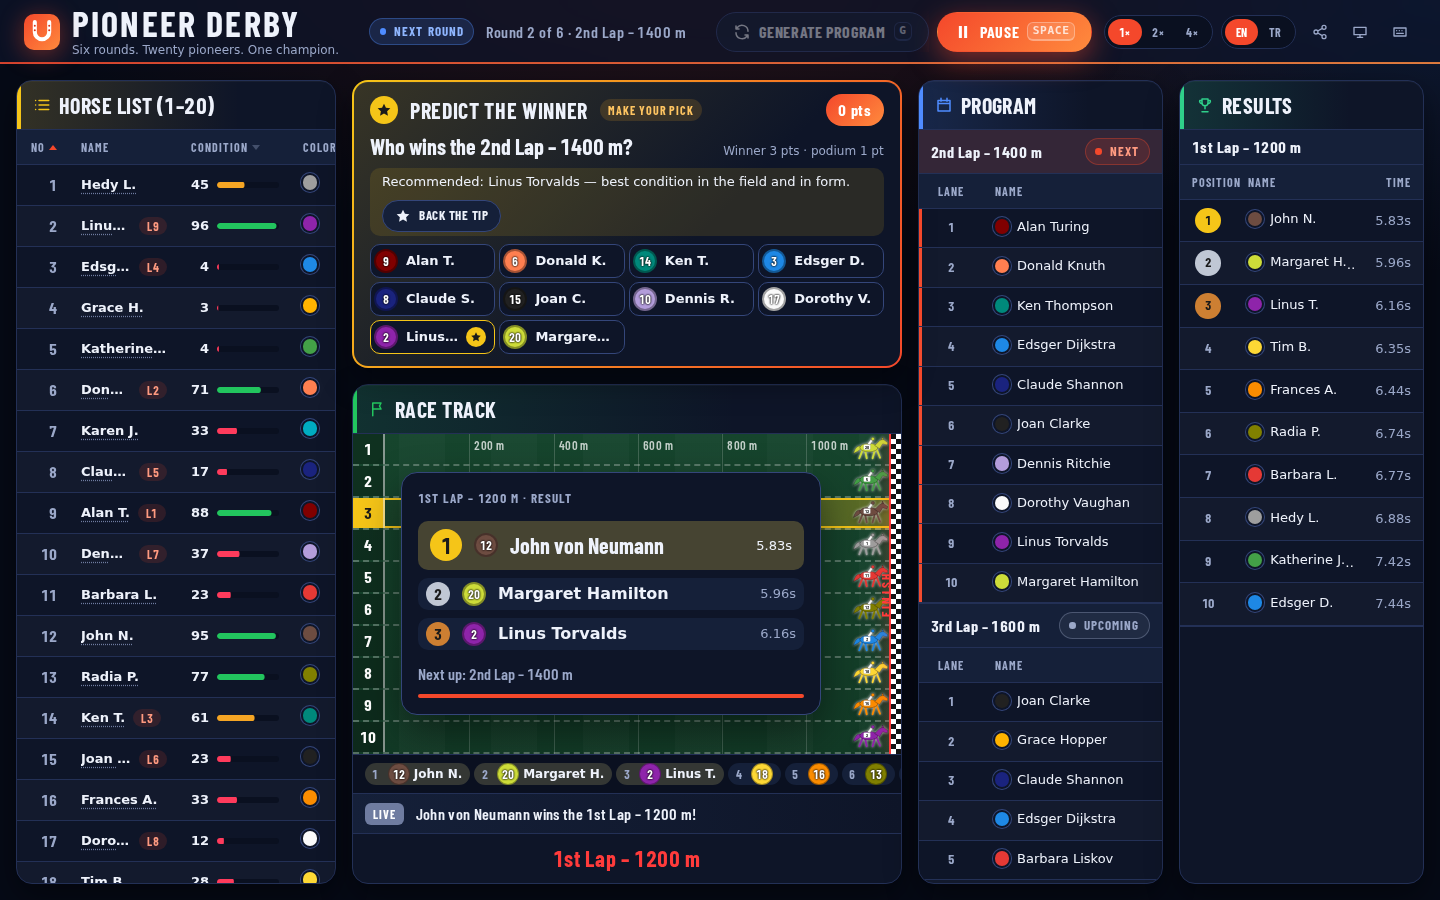 PIONEER DERBY
Six rounds. Twenty pioneers. One champion.
NEXT ROUND
Round 2 of 6 · 2nd Lap – 1400 m
GENERATE PROGRAM G
PAUSE SPACE
1× 2× 4×
EN TR
HORSE LIST (1–20)
NO NAME CONDITION COLOR
1 Hedy L. 45
2 Linu... L9 96
3 Edsg... L4 4
4 Grace H. 3
5 Katherine... 4
6 Don... L2 71
7 Karen J. 33
8 Clau... L5 17
9 Alan T. L1 88
10 Den... L7 37
11 Barbara L. 23
12 John N. 95
13 Radia P. 77
14 Ken T. L3 61
15 Joan ... L6 23
16 Frances A. 33
17 Doro... L8 12
18 Tim B. 28
PREDICT THE WINNER MAKE YOUR PICK 0 pts
Who wins the 2nd Lap – 1400 m? Winner 3 pts · podium 1 pt
Recommended: Linus Torvalds — best condition in the field and in form.
BACK THE TIP
9 Alan T. 6 Donald K. 14 Ken T. 3 Edsger D.
8 Claude S. 15 Joan C. 10 Dennis R. 17 Dorothy V.
2 Linus... 20 Margare...
RACE TRACK
200 m 400 m 600 m 800 m 1000 m
1
2
3
4
5
6
7
8
9
10
1ST LAP – 1200 M · RESULT
1 12 John von Neumann 5.83s
2 20 Margaret Hamilton 5.96s
3 2 Linus Torvalds 6.16s
Next up: 2nd Lap – 1400 m
1 12 John N. 2 20 Margaret H. 3 2 Linus T. 4 18 5 16 6 13
LIVE John von Neumann wins the 1st Lap – 1200 m!
1st Lap – 1200 m
PROGRAM
2nd Lap – 1400 m NEXT
LANE NAME
1 Alan Turing
2 Donald Knuth
3 Ken Thompson
4 Edsger Dijkstra
5 Claude Shannon
6 Joan Clarke
7 Dennis Ritchie
8 Dorothy Vaughan
9 Linus Torvalds
10 Margaret Hamilton
3rd Lap – 1600 m UPCOMING
LANE NAME
1 Joan Clarke
2 Grace Hopper
3 Claude Shannon
4 Edsger Dijkstra
5 Barbara Liskov
RESULTS
1st Lap – 1200 m
POSITION NAME TIME
1 John N. 5.83s
2 Margaret H... 5.96s
3 Linus T. 6.16s
4 Tim B. 6.35s
5 Frances A. 6.44s
6 Radia P. 6.74s
7 Barbara L. 6.77s
8 Hedy L. 6.88s
9 Katherine J... 7.42s
10 Edsger D. 7.44s